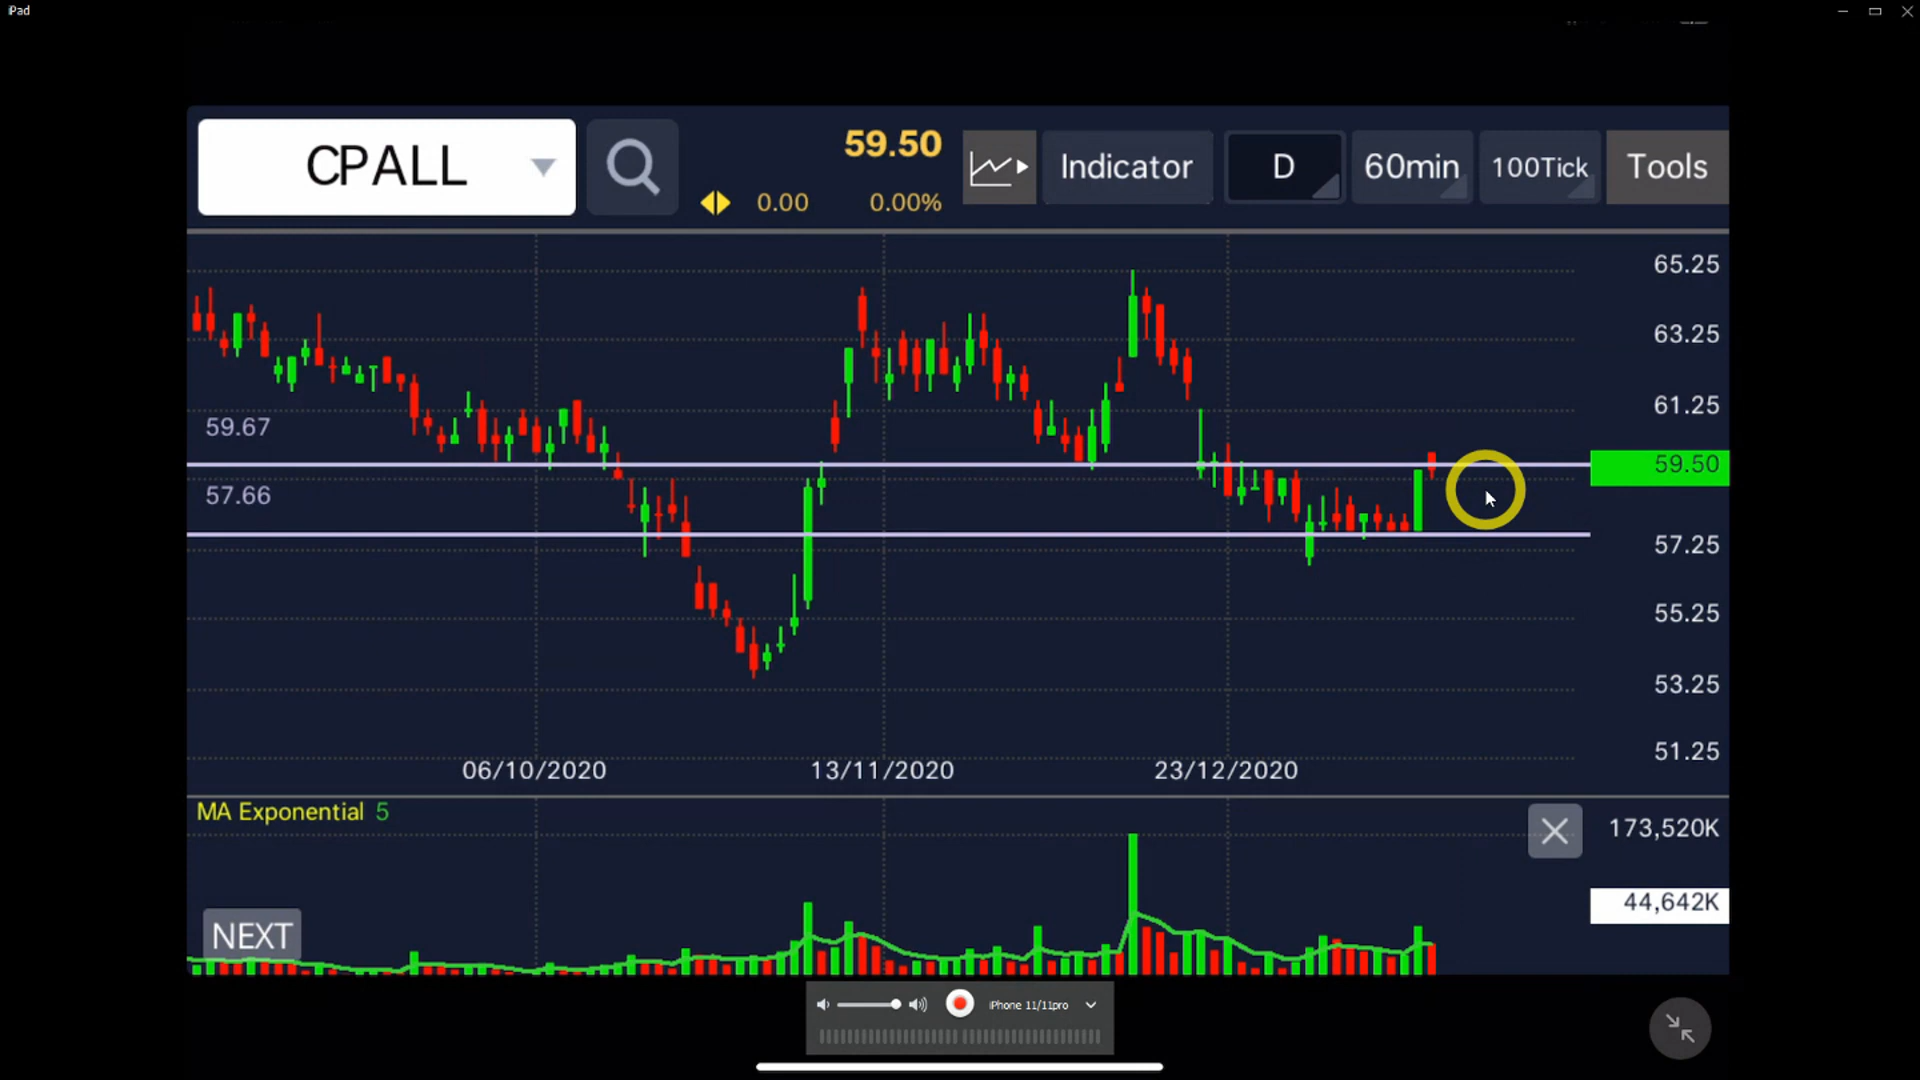 iPad
CPALL
59.50
0.00 0.00%
Indicator
D
60min
100Tick
Tools
65.25
63.25
61.25
59.67
59.50
57.66
57.25
55.25
53.25
51.25
06/10/2020 13/11/2020 23/12/2020
MA Exponential 5
173,520K
44,642K
NEXT
iPhone 11/11pro